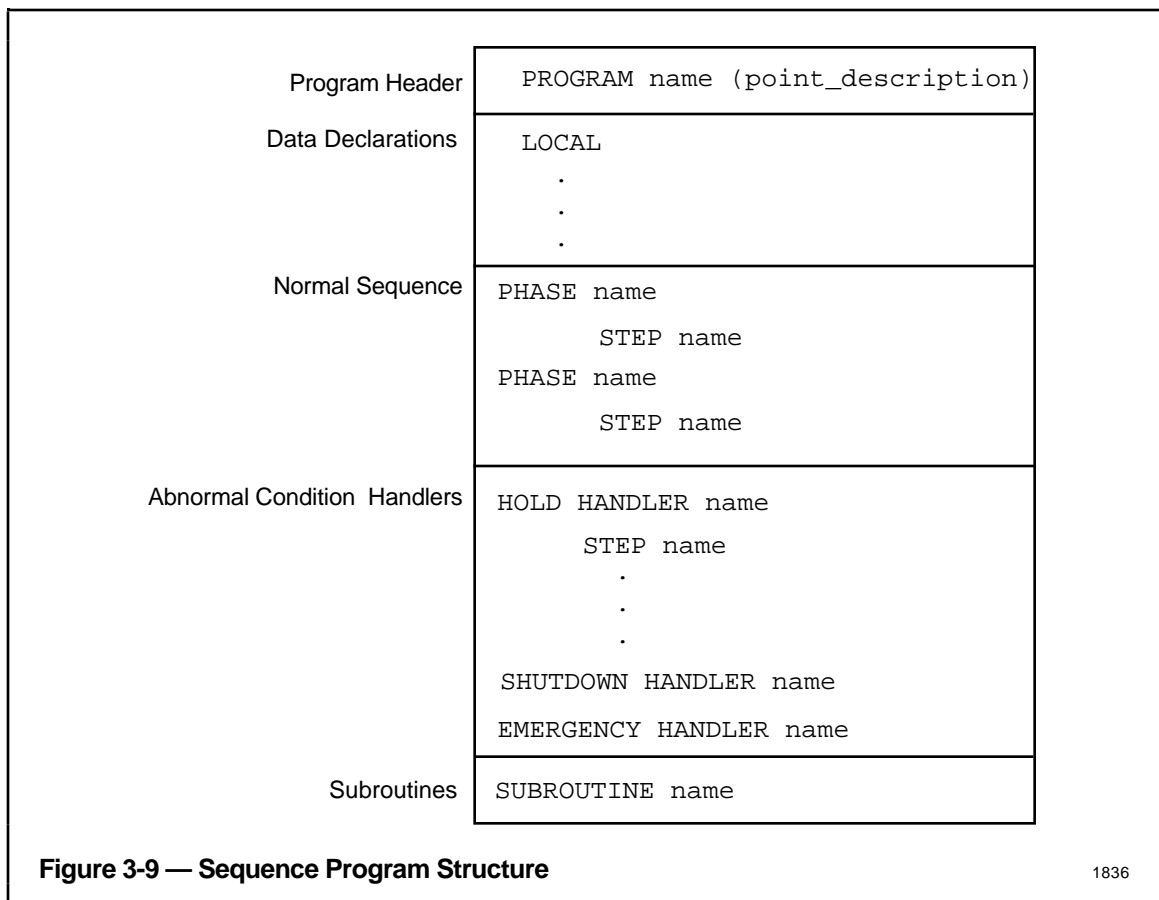 Program Header
PROGRAM name (point_description)
Data Declarations
LOCAL
.
.
.
Normal Sequence
PHASE name
STEP name
PHASE name
STEP name
Abnormal Condition Handlers
HOLD HANDLER name
STEP name
.
.
.
SHUTDOWN HANDLER name
EMERGENCY HANDLER name
Subroutines
SUBROUTINE name
Figure 3-9 — Sequence Program Structure
1836